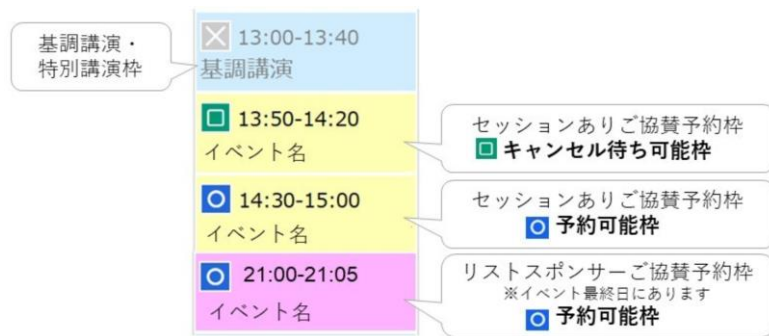 基調講演・
特別講演枠
13:00-13:40
基調講演
13:50-14:20
イベント名
セッションありご協賛予約枠
キャンセル待ち可能枠
14:30-15:00
イベント名
セッションありご協賛予約枠
予約可能枠
21:00-21:05
イベント名
リストスポンサーご協賛予約枠
※イベント最終日にあります
予約可能枠